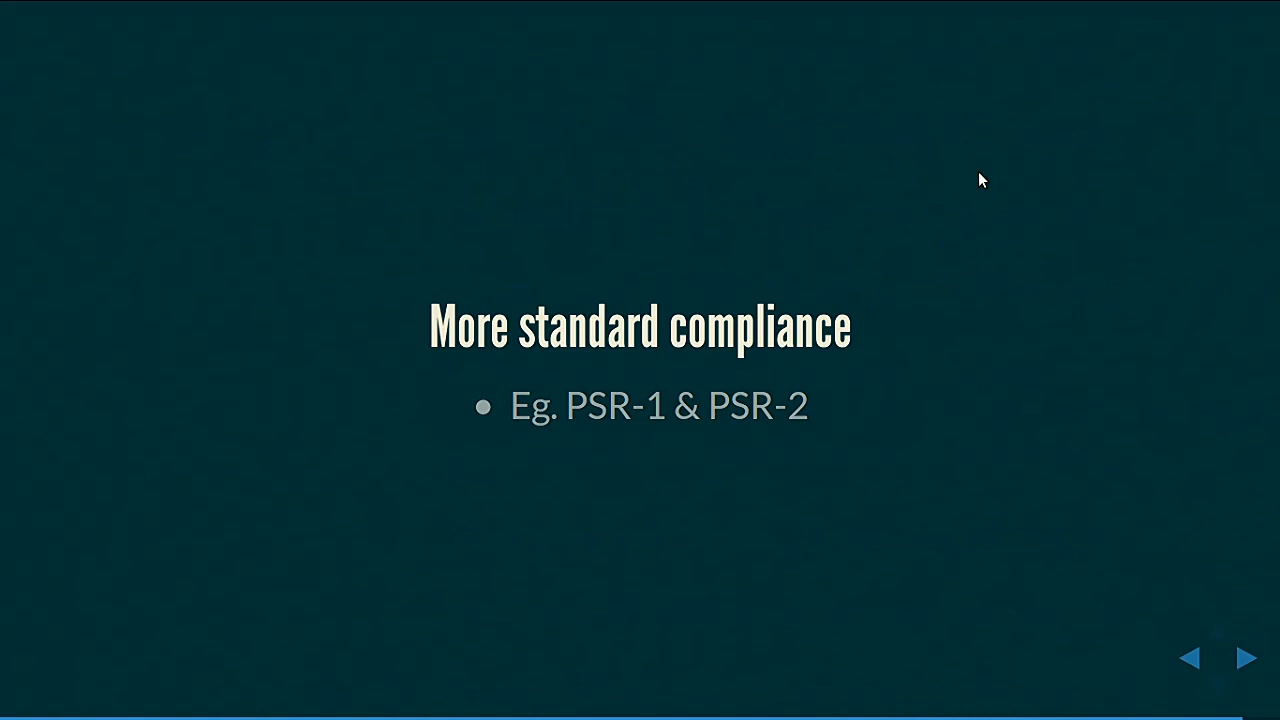 More standard compliance
• Eg. PSR-1 & PSR-2